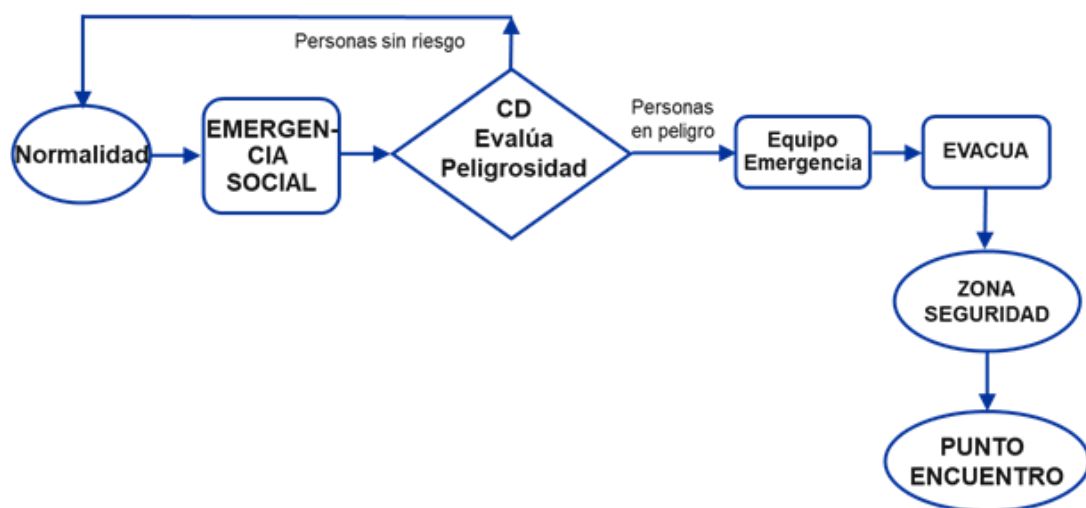 Personas sin riesgo
Normalidad
EMERGEN-
CIA
SOCIAL
CD
Evalúa
Peligrosidad
Personas
en peligro
Equipo
Emergencia
EVACUA
ZONA
SEGURIDAD
PUNTO
ENCUENTRO